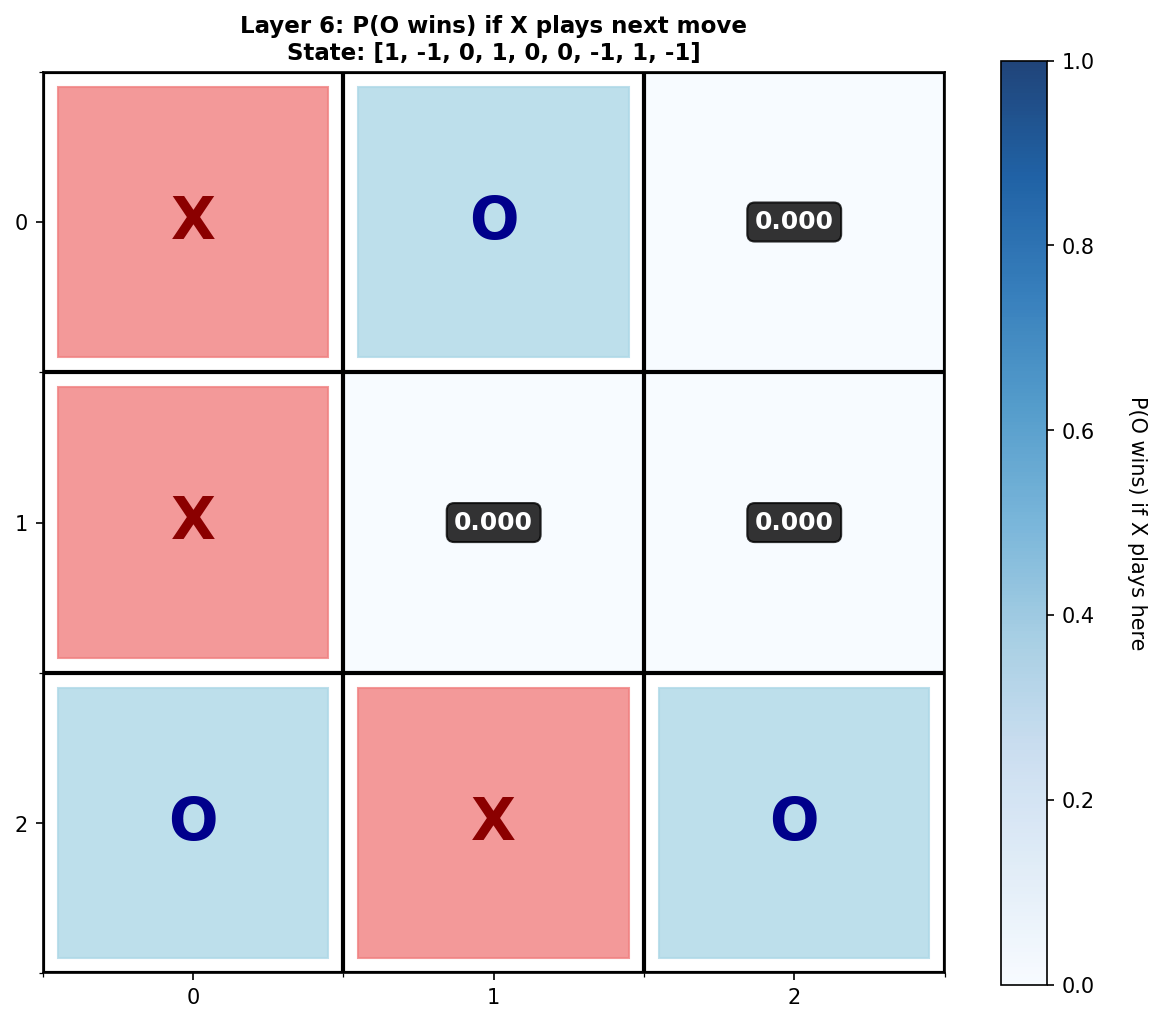 Layer 6: P(O wins) if X plays next move
State: [1, -1, 0, 1, 0, 0, -1, 1, -1]
X
O
0.000
X
0.000
0.000
O
X
O
0
1
2
0
1
2
1.0
0.8
0.6
0.4
0.2
0.0
P(O wins) if X plays here